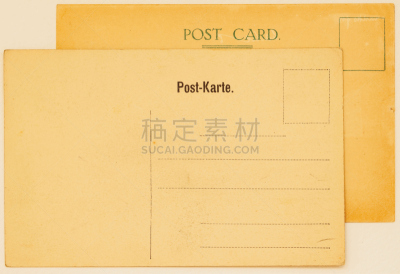 POST CARD.
Post-Karte.
稿定素材
SUCAI.GAODING.COM